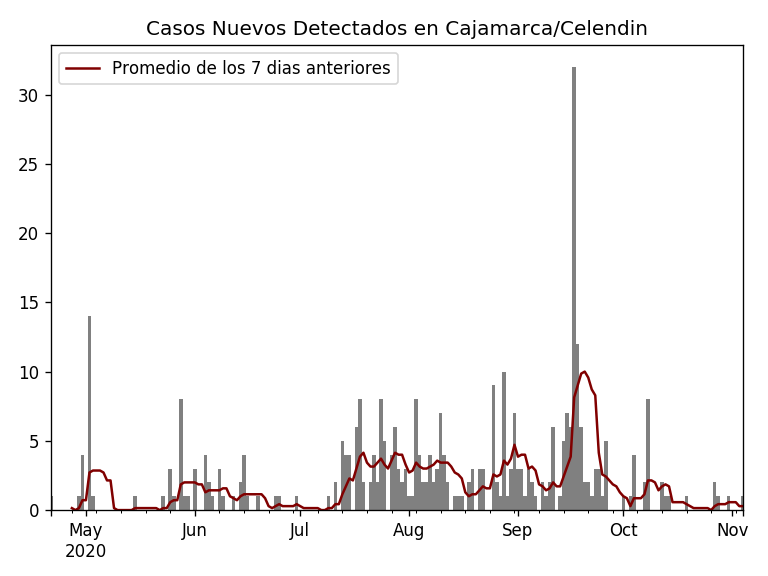 Casos Nuevos Detectados en Cajamarca/Celendin
Promedio de los 7 dias anteriores
30
25
20
15
10
5
0
May Jun Jul Aug Sep Oct Nov
2020